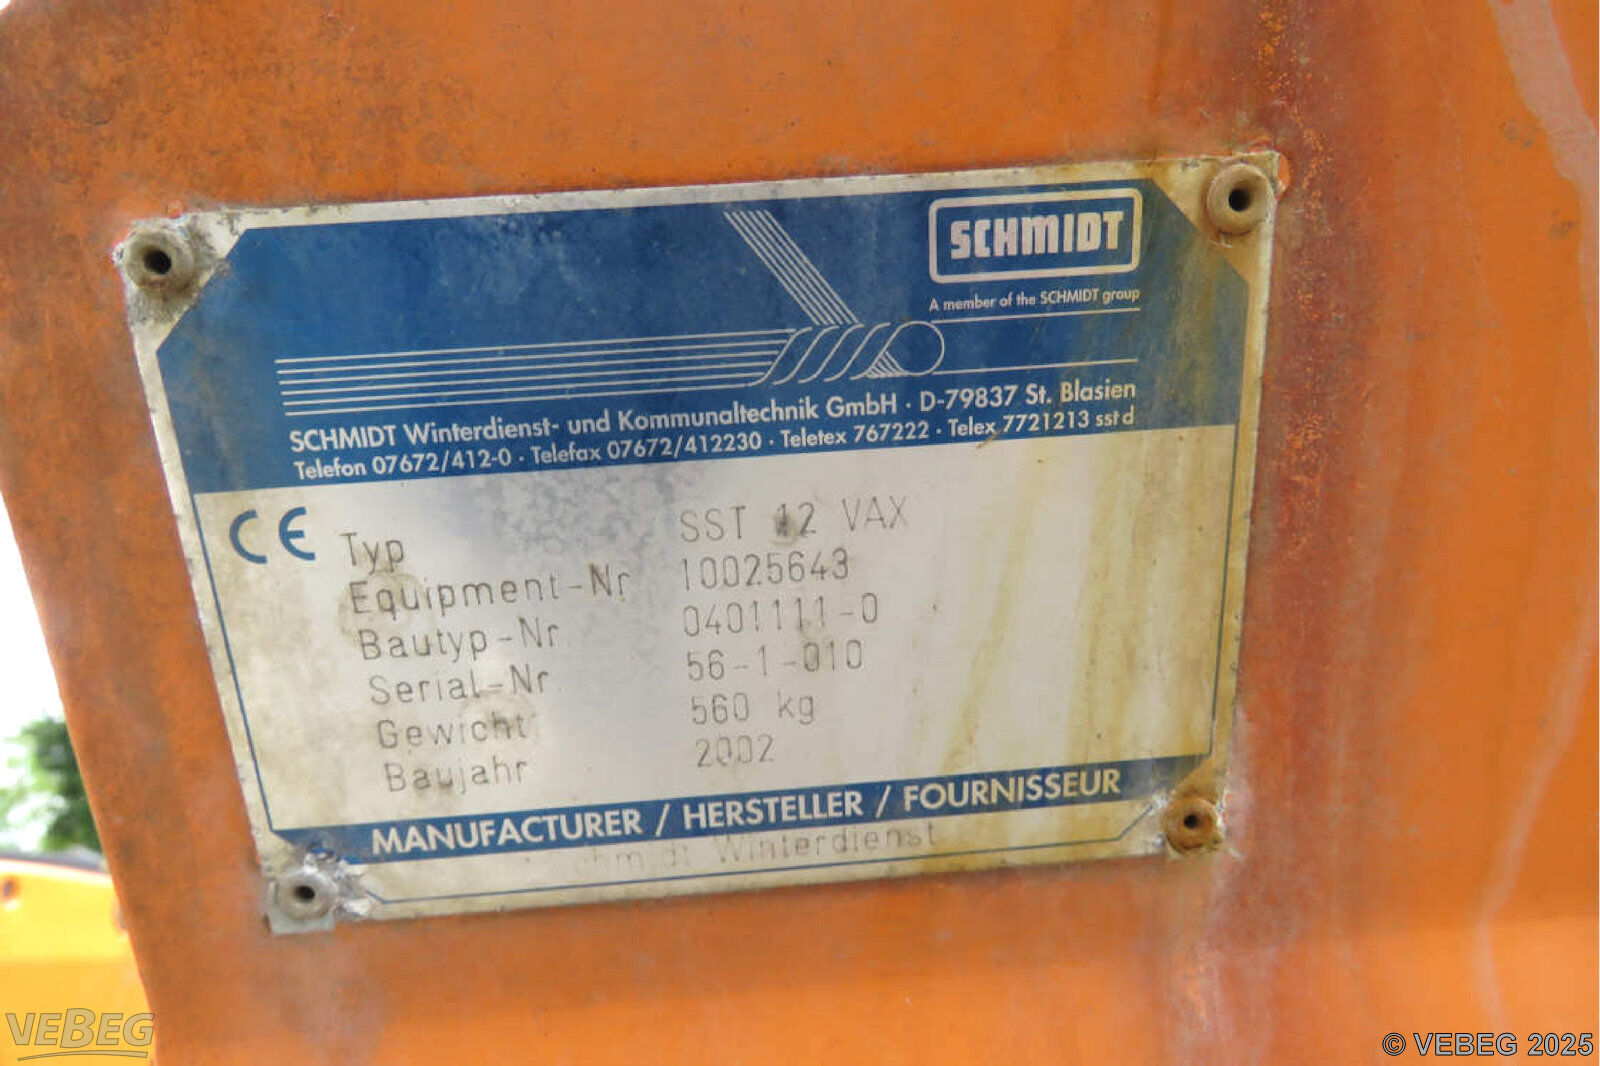 SCHMIDT
A member of the SCHMIDT group
SCHMIDT Winterdienst- und Kommunaltechnik GmbH · D-79837 St. Blasien
Telefon 07672/412-0 · Telefax 07672/412230 · Teletex 767222 · Telex 7721213 sst d
CE
Typ SST 12 VAX
Equipment-Nr 10025643
Bautyp-Nr. 0401111-0
Serial-Nr. 56-1-010
Gewicht 560 kg
Baujahr 2002
MANUFACTURER / HERSTELLER / FOURNISSEUR
Schmidt Winterdienst
VEBEG
© VEBEG 2025